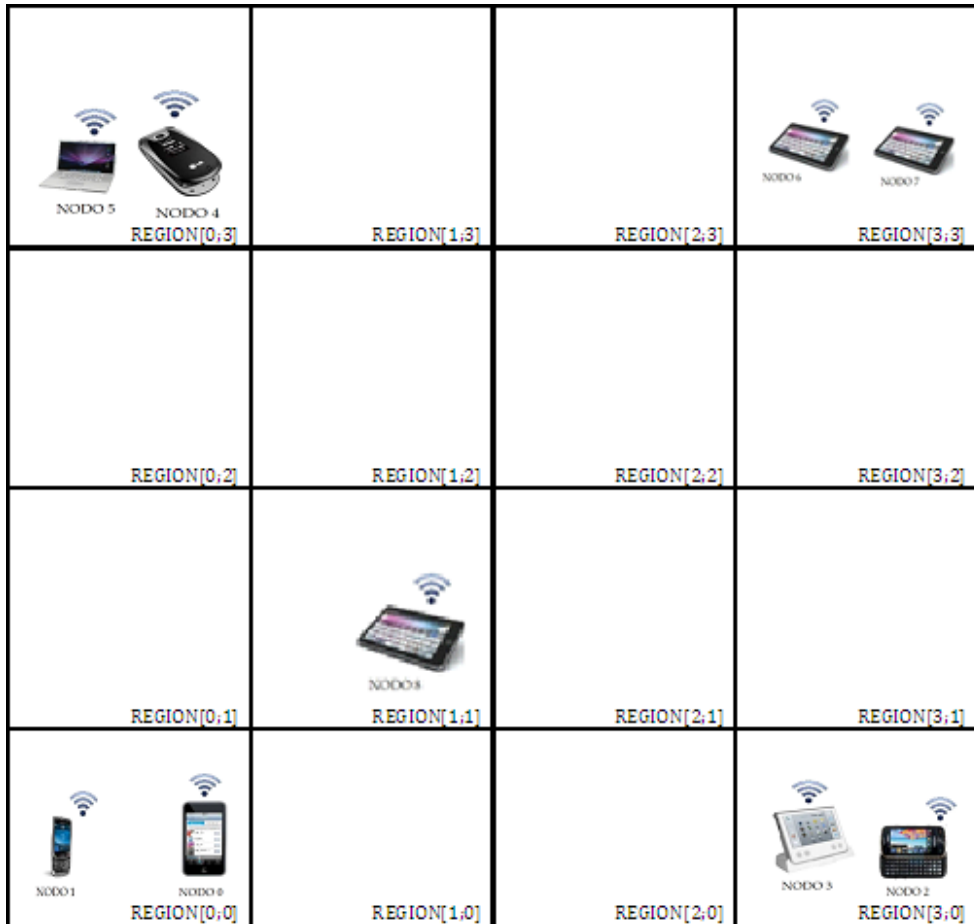 NODO 5
NODO 4
NODO 6
NODO 7
REGION[0;3]
REGION[1;3]
REGION[2;3]
REGION[3;3]
REGION[0;2]
REGION[1;2]
REGION[2;2]
REGION[3;2]
NODO 8
REGION[0;1]
REGION[1;1]
REGION[2;1]
REGION[3;1]
NODO 1
NODO 0
NODO 3
NODO 2
REGION[0;0]
REGION[1;0]
REGION[2;0]
REGION[3;0]